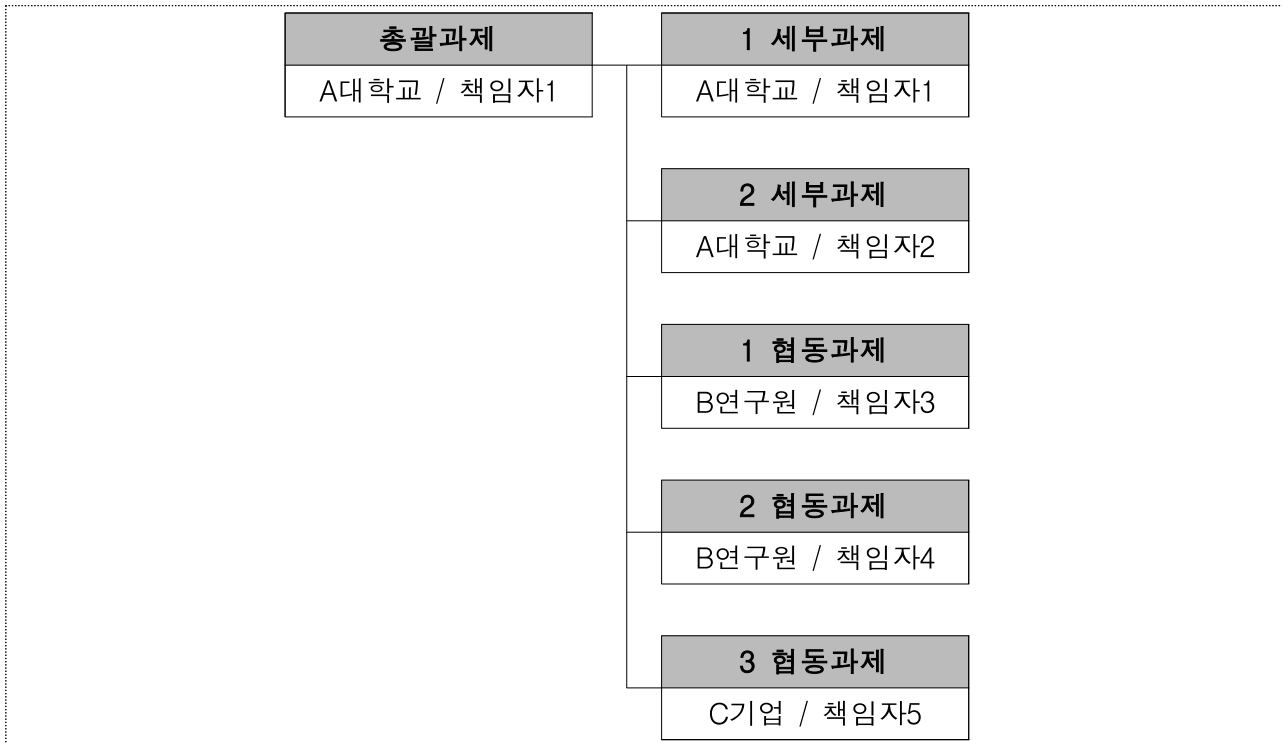 총괄과제
A대학교 / 책임자1
1 세부과제
A대학교 / 책임자1
2 세부과제
A대학교 / 책임자2
1 협동과제
B연구원 / 책임자3
2 협동과제
B연구원 / 책임자4
3 협동과제
C기업 / 책임자5